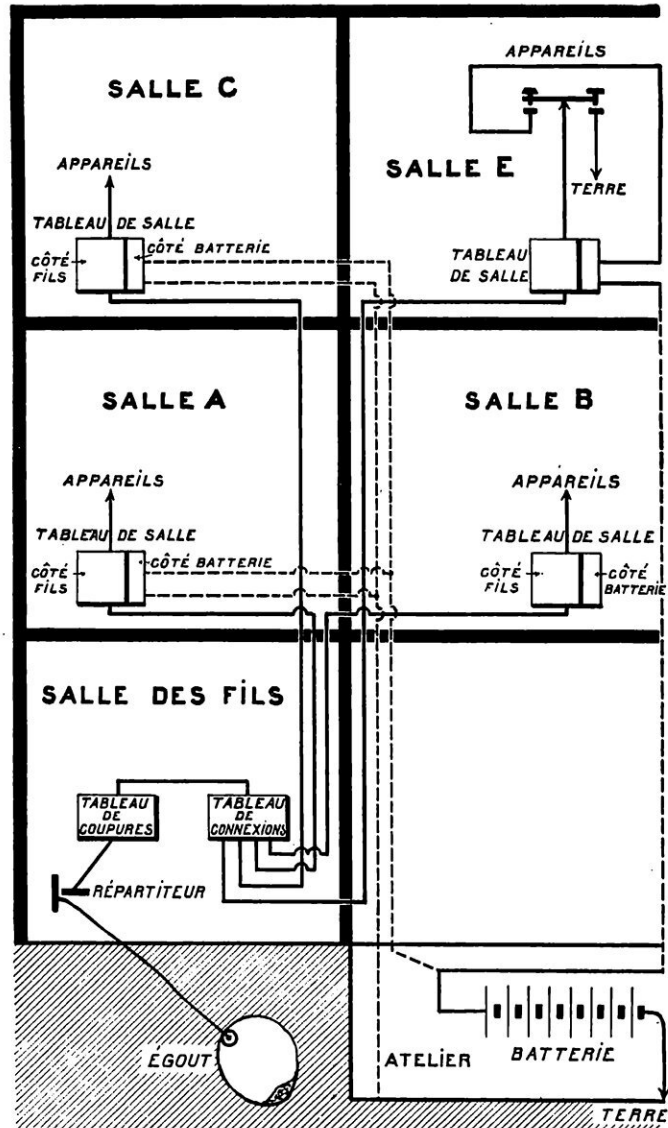 SALLE C
APPAREiLS
TABLEAU DE SALLE
CÔTÉ
FiLS
CÔTÉ BATTERiE
APPAREiLS
SALLE E
TERRE
TABLEAU
DE SALLE
SALLE A
APPAREiLS
TABLEAU DE SALLE
CÔTÉ
FiLS
CÔTÉ BATTERiE
SALLE B
APPAREiLS
TABLEAU DE SALLE
CÔTÉ
FiLS
CÔTÉ
BATTERiE
SALLE DES FiLS
TABLEAU
DE
COUPURES
TABLEAU
DE
CONNEXiONS
RÉPARTiTEUR
ÉGOUT
ATELiER
BATTERiE
TERRE